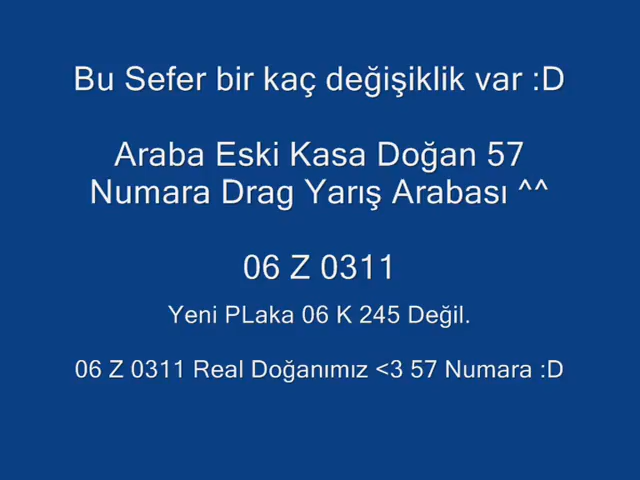 Bu Sefer bir kaç değişiklik var :D
Araba Eski Kasa Doğan 57
Numara Drag Yarış Arabası ^^
06 Z 0311
Yeni PLaka 06 K 245 Değil.
06 Z 0311 Real Doğanımız <3 57 Numara :D